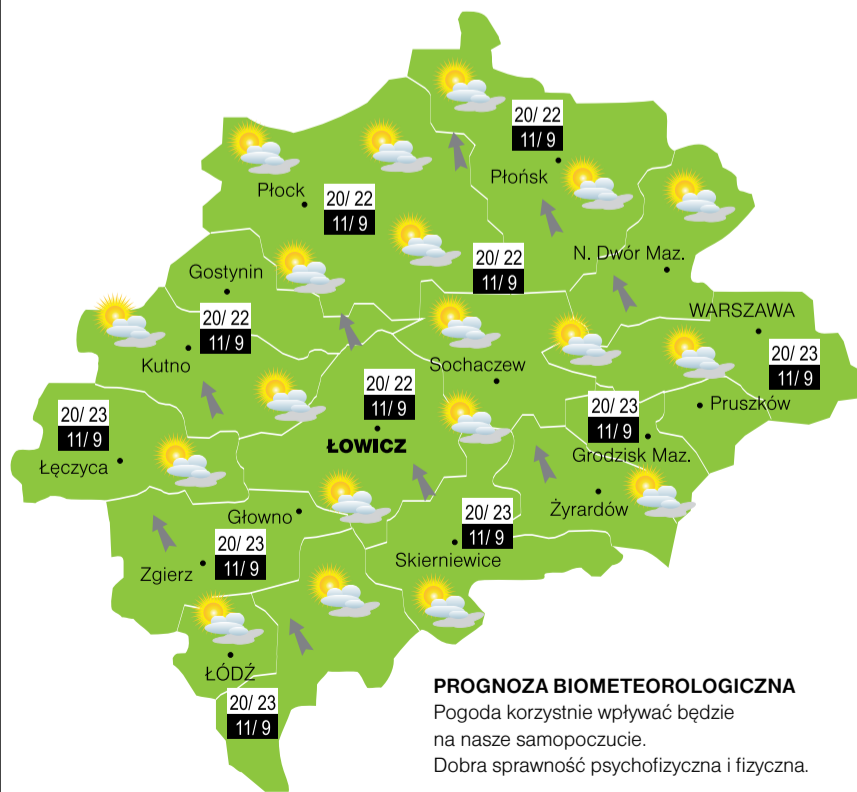 20/ 22
11/ 9
Płońsk
Płock
20/ 22
11/ 9
N. Dwór Maz.
20/ 22
11/ 9
Gostynin
20/ 22
11/ 9
Kutno
WARSZAWA
20/ 23
11/ 9
Sochaczew
20/ 22
11/ 9
ŁOWICZ
20/ 23
11/ 9
Grodzisk Maz.
Pruszków
20/ 23
11/ 9
Łęczyca
Głowno
Żyrardów
20/ 23
11/ 9
Skierniewice
20/ 23
11/ 9
Zgierz
ŁÓDŹ
20/ 23
11/ 9
PROGNOZA BIOMETEOROLOGICZNA
Pogoda korzystnie wpływać będzie
na nasze samopoczucie.
Dobra sprawność psychofizyczna i fizyczna.